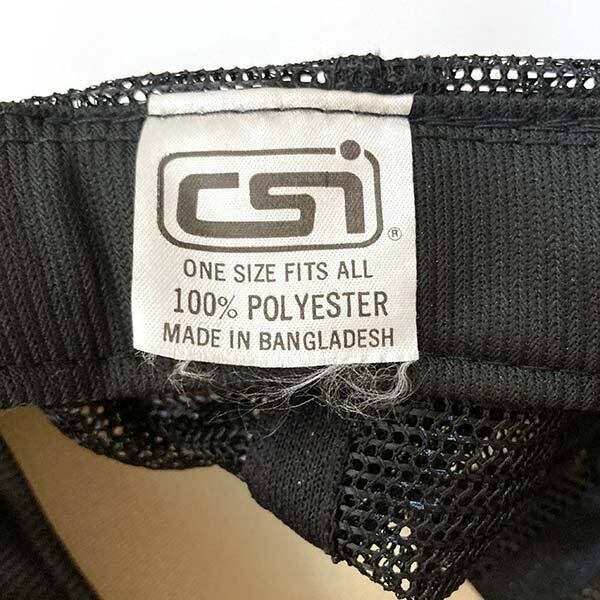 csi®
ONE SIZE FITS ALL
100% POLYESTER
MADE IN BANGLADESH